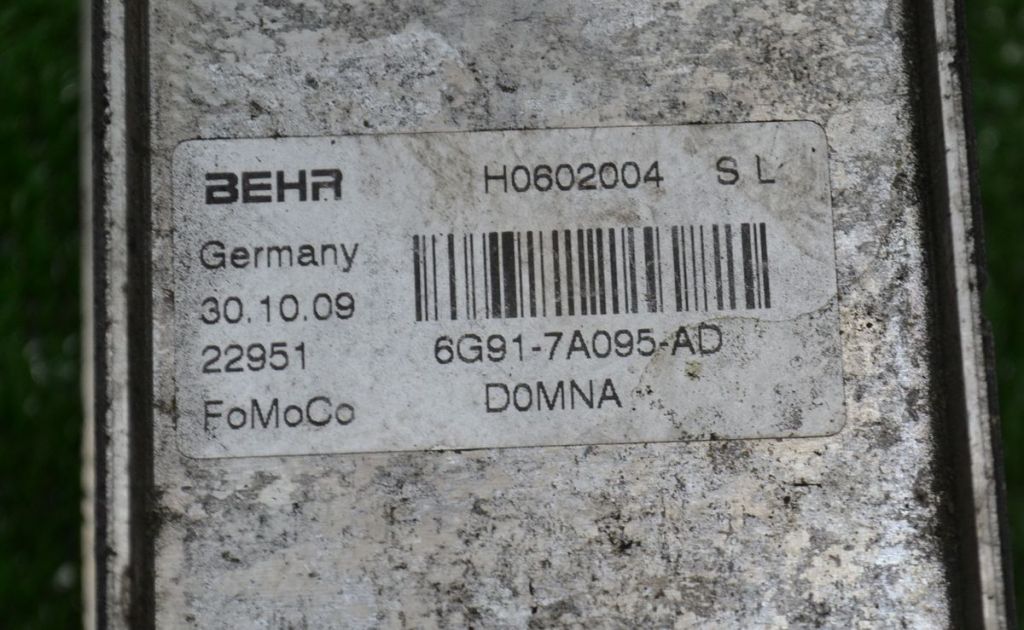 BEHR H0602004 S L
Germany
30.10.09
22951 6G91-7A095-AD
FoMoCo D0MNA